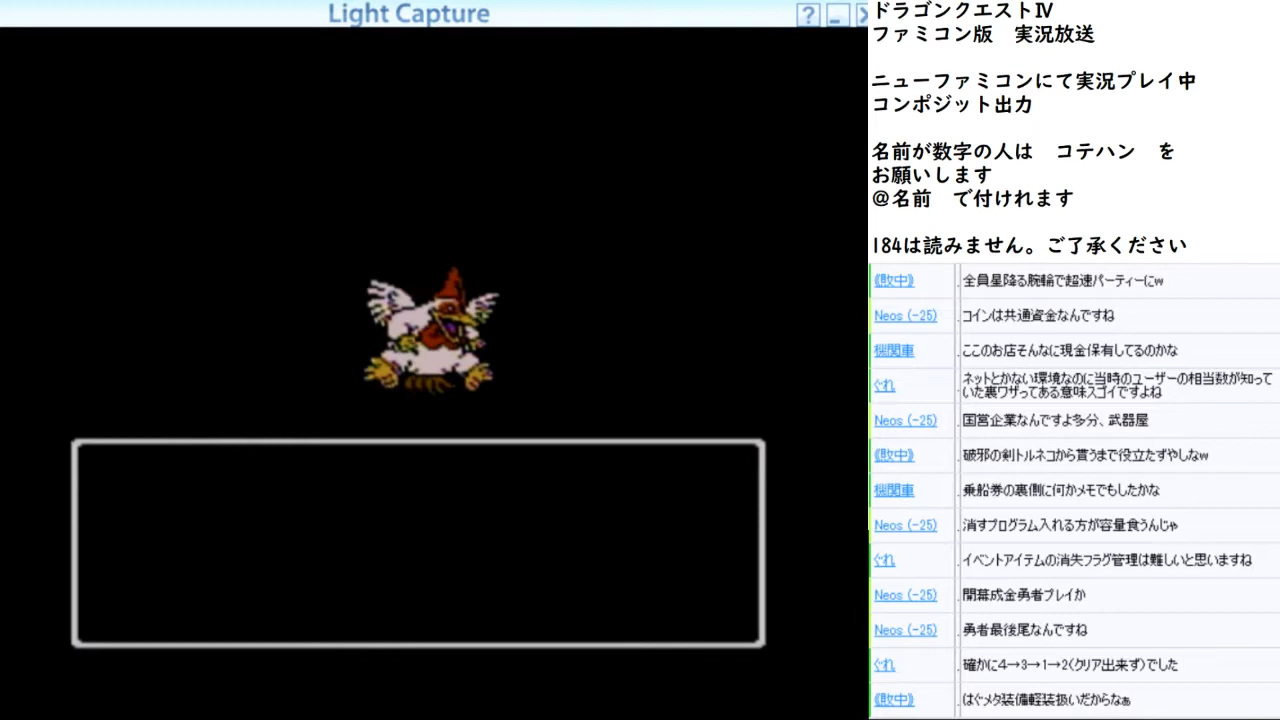 Light Capture
ドラゴンクエストⅣ
ファミコン版　実況放送
ニューファミコンにて実況プレイ中
コンポジット出力
名前が数字の人は　コテハン　を
お願いします
＠名前　で付けれます
184は読みません。ご了承ください
《敗中》 全員星降る腕輪で超速パーティーにw
Neos (-25) コインは共通資金なんですね
機関車 ここのお店そんなに現金保有してるのかな
ぐれ ネットとかない環境なのに当時のユーザーの相当数が知って
いた裏ワザってある意味スゴイですよね
Neos (-25) 国営企業なんですよ多分、武器屋
《敗中》 破邪の剣トルネコから貰うまで役立たずやしなw
機関車 乗船券の裏側に何かメモでもしたかな
Neos (-25) 消すプログラム入れる方が容量食うんじゃ
ぐれ イベントアイテムの消失フラグ管理は難しいと思いますね
Neos (-25) 開幕成金勇者プレイか
Neos (-25) 勇者最後尾なんですね
ぐれ 確かに4→3→1→2(クリア出来ず)でした
《敗中》 はぐメタ装備軽装扱いだからなぁ